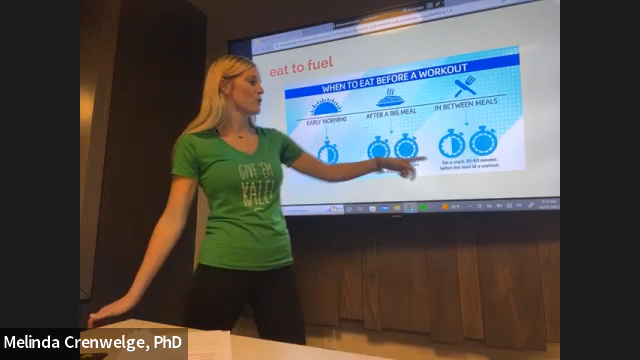 eat to fuel
WHEN TO EAT BEFORE A WORKOUT
EARLY MORNING
AFTER A BIG MEAL
IN BETWEEN MEALS
Eat a snack 30-60 minutes
before the start of a workout.
GIVE 'EM
KALE!
Melinda Crenwelge, PhD